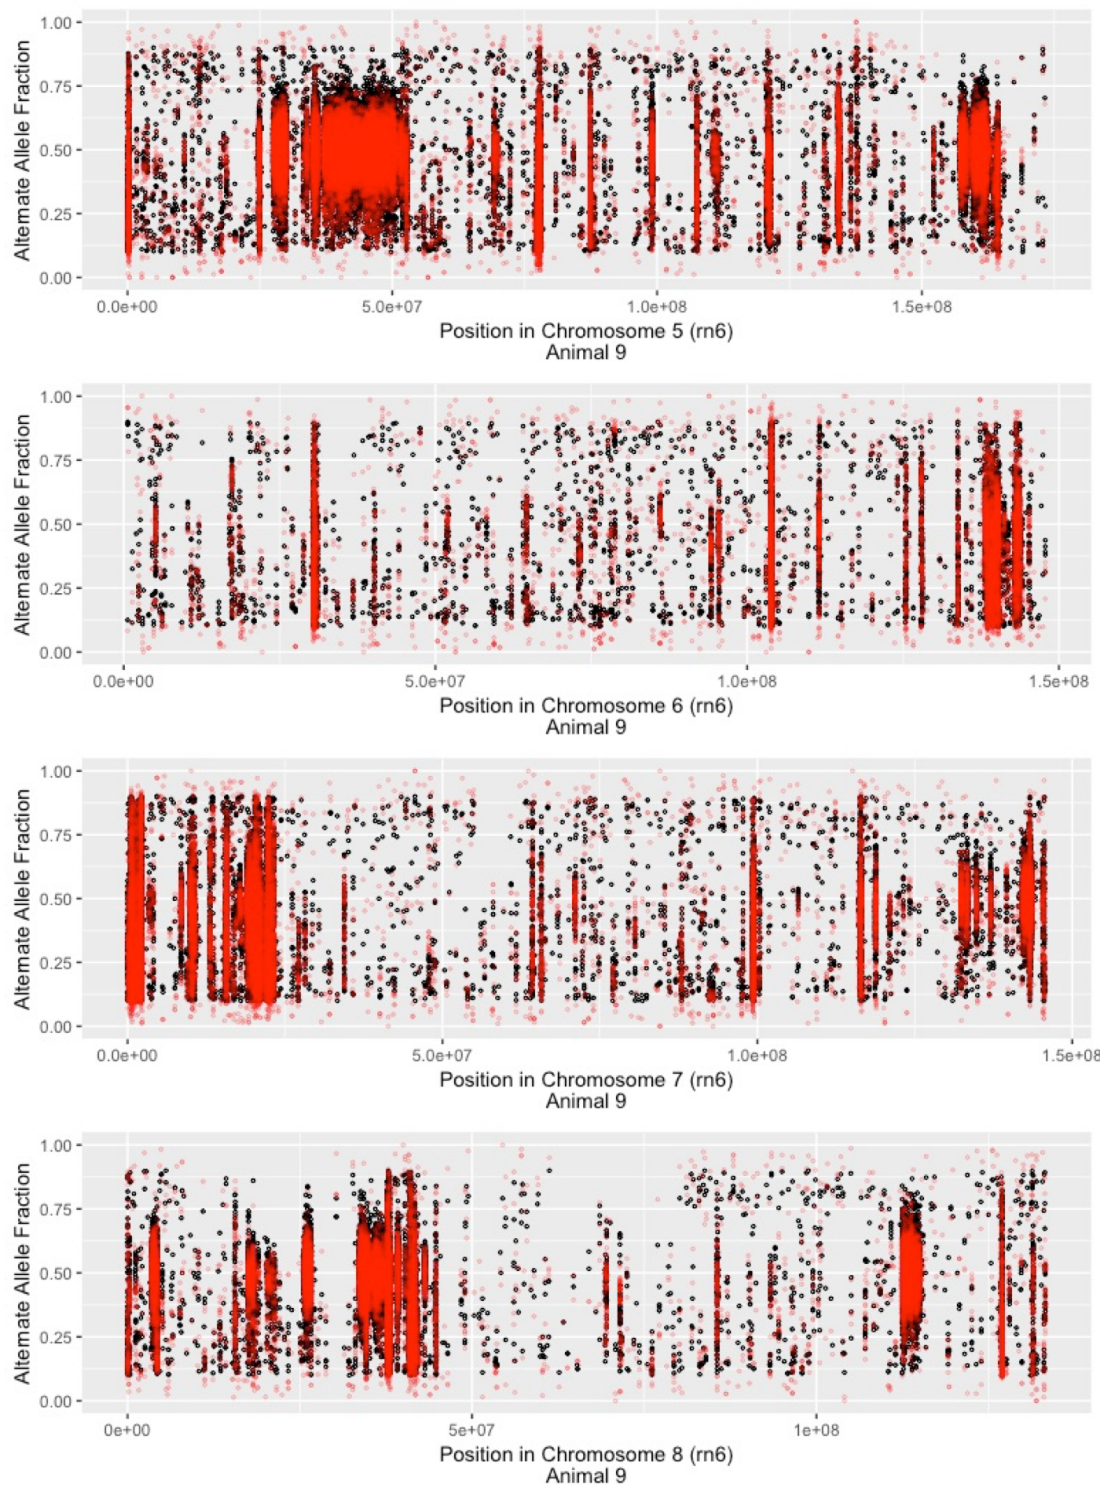 Alternate Allele Fraction
1.00
0.75
0.50
0.25
0.00
0.0e+00 5.0e+07 1.0e+08 1.5e+08
Position in Chromosome 5 (rn6)
Animal 9
Alternate Allele Fraction
1.00
0.75
0.50
0.25
0.00
0.0e+00 5.0e+07 1.0e+08 1.5e+08
Position in Chromosome 6 (rn6)
Animal 9
Alternate Allele Fraction
1.00
0.75
0.50
0.25
0.00
0.0e+00 5.0e+07 1.0e+08 1.5e+08
Position in Chromosome 7 (rn6)
Animal 9
Alternate Allele Fraction
1.00
0.75
0.50
0.25
0.00
0e+00 5e+07 1e+08
Position in Chromosome 8 (rn6)
Animal 9